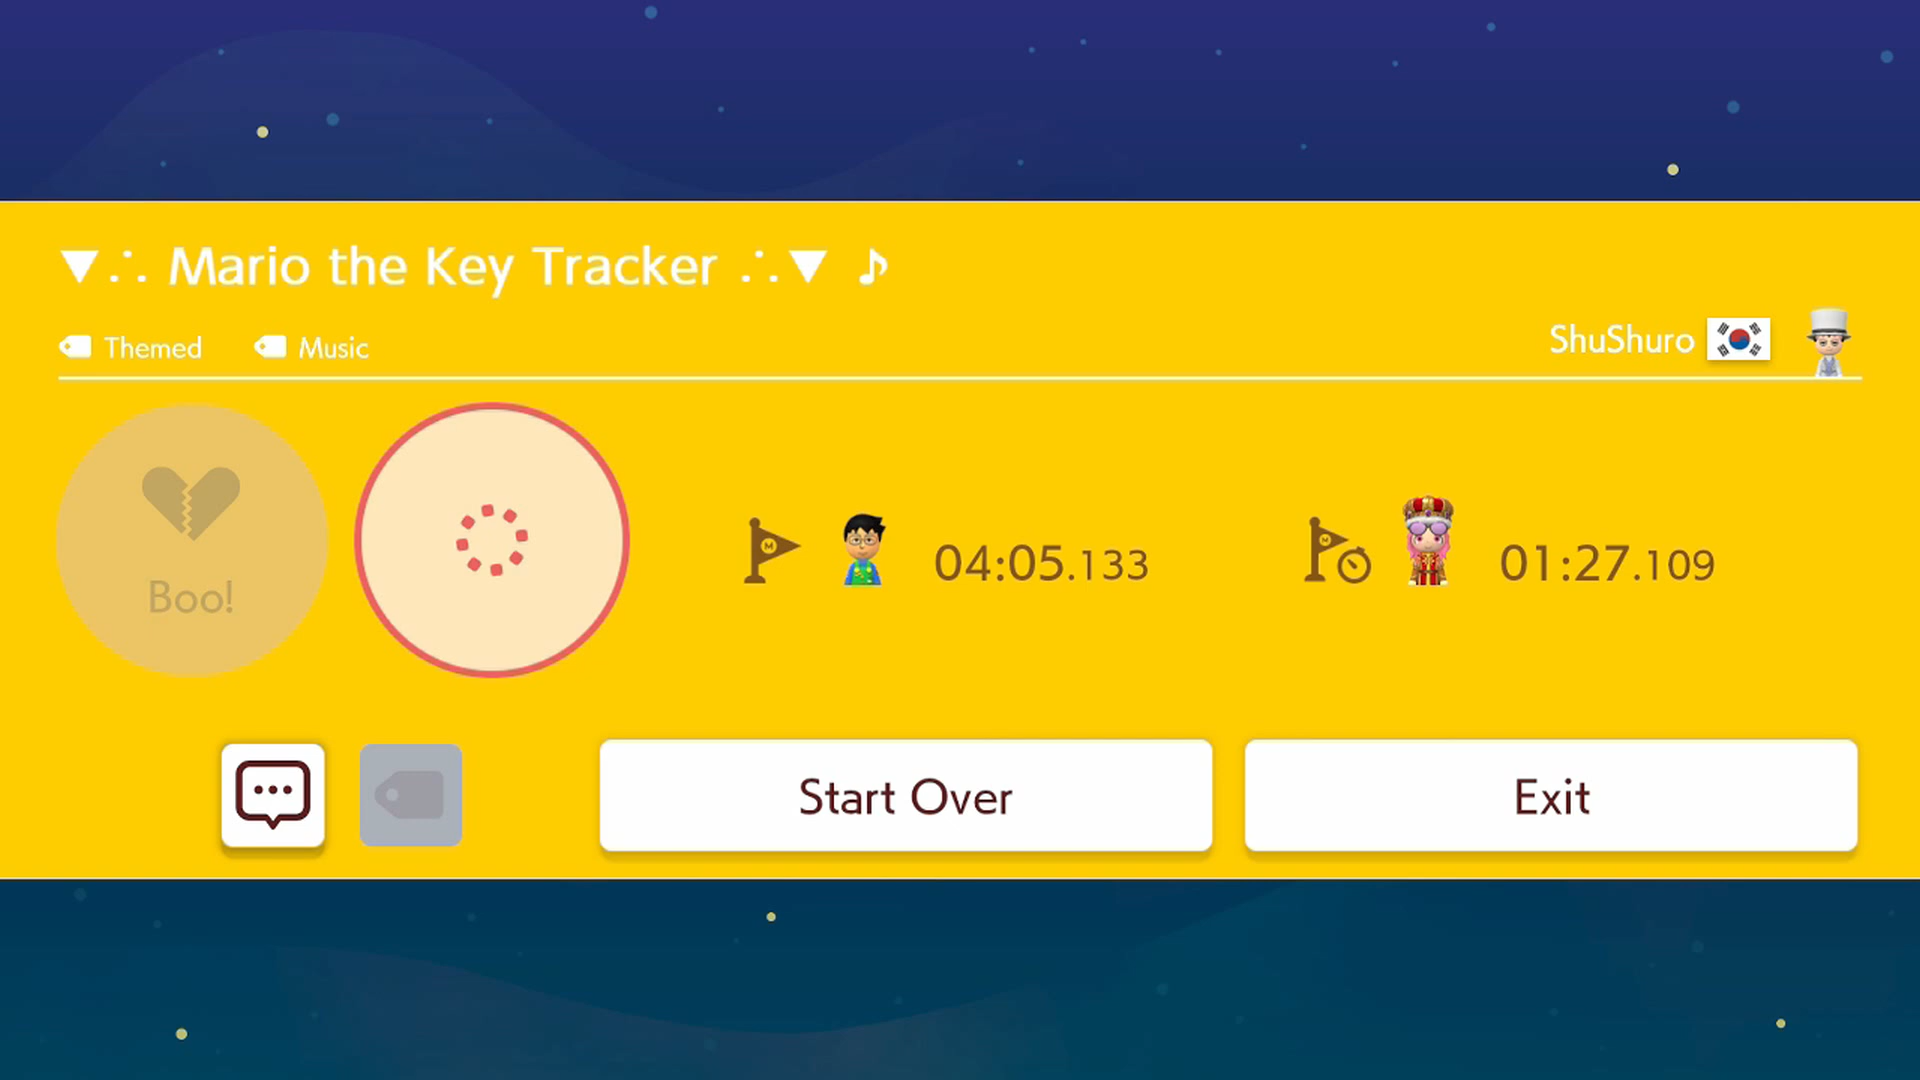 ▼∴ Mario the Key Tracker ∴▼ ♪
Themed Music
ShuShuro
Boo!
04:05.133
01:27.109
Start Over
Exit